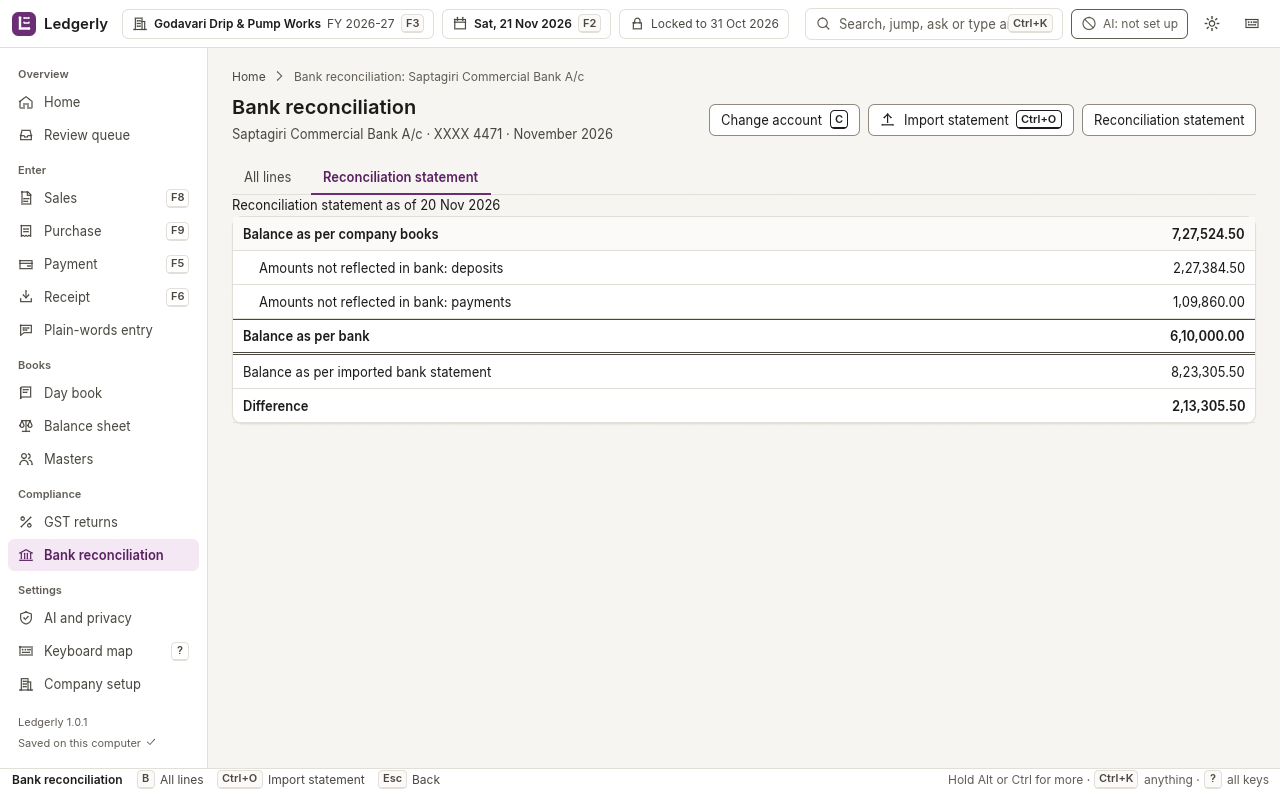 Ledgerly
Godavari Drip & Pump Works FY 2026-27 F3
Sat, 21 Nov 2026 F2
Locked to 31 Oct 2026
Search, jump, ask or type a Ctrl+K
AI: not set up
Overview
Home
Review queue
Enter
Sales F8
Purchase F9
Payment F5
Receipt F6
Plain-words entry
Books
Day book
Balance sheet
Masters
Compliance
GST returns
Bank reconciliation
Settings
AI and privacy
Keyboard map ?
Company setup
Ledgerly 1.0.1
Saved on this computer
Home Bank reconciliation: Saptagiri Commercial Bank A/c
Bank reconciliation
Saptagiri Commercial Bank A/c · XXXX 4471 · November 2026
Change account C
Import statement Ctrl+O
Reconciliation statement
All lines Reconciliation statement
Reconciliation statement as of 20 Nov 2026
Balance as per company books 7,27,524.50
Amounts not reflected in bank: deposits 2,27,384.50
Amounts not reflected in bank: payments 1,09,860.00
Balance as per bank 6,10,000.00
Balance as per imported bank statement 8,23,305.50
Difference 2,13,305.50
Bank reconciliation B All lines Ctrl+O Import statement Esc Back
Hold Alt or Ctrl for more · Ctrl+K anything · ? all keys